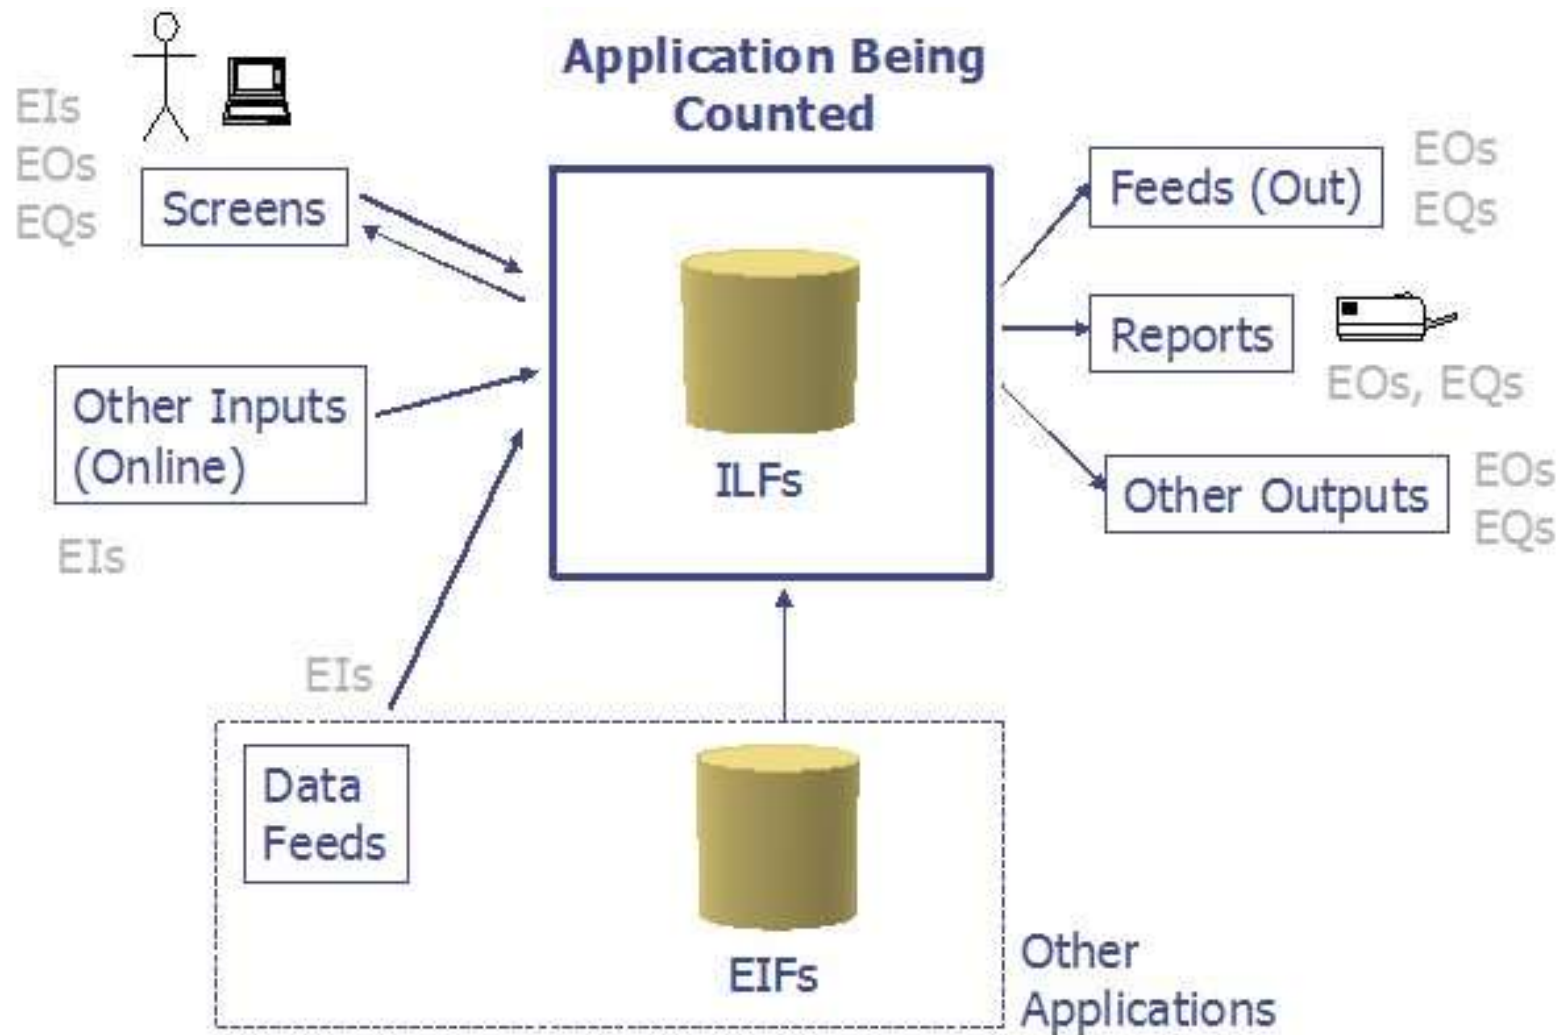 Application Being
Counted
EIs
EOs
EQs
Screens
Other Inputs
(Online)
EIs
ILFs
Feeds (Out)
EOs
EQs
Reports
EOs, EQs
Other Outputs
EOs
EQs
EIs
Data
Feeds
EIFs
Other
Applications